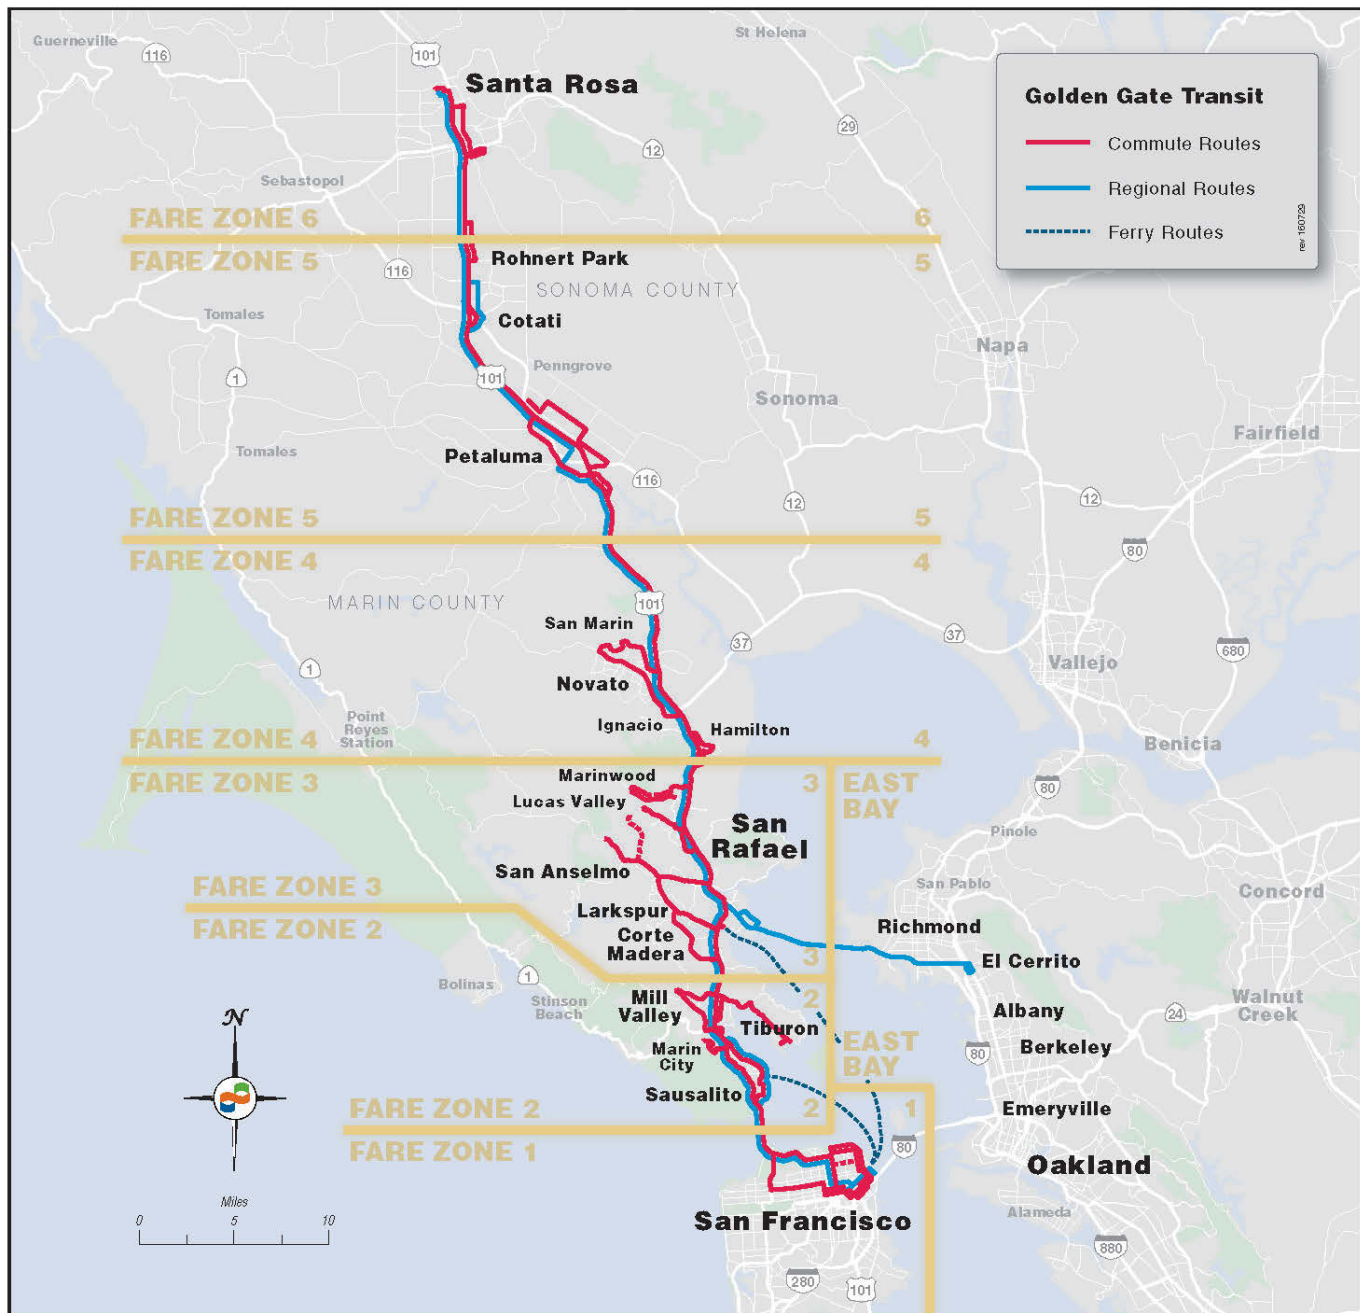 Guerneville
116
101
St Helena
Santa Rosa
Golden Gate Transit
Commute Routes
Regional Routes
Ferry Routes
rev 160729
29
12
Sebastopol
FARE ZONE 6
6
FARE ZONE 5
5
116
Rohnert Park
SONOMA COUNTY
Tomales
Cotati
Napa
1
101
Penngrove
Sonoma
Fairfield
Tomales
Petaluma
116
12
12
FARE ZONE 5
5
FARE ZONE 4
4
80
MARIN COUNTY
101
San Marin
37
37
680
Vallejo
1
Novato
Point
Reyes
Station
Ignacio
Hamilton
FARE ZONE 4
4
Benicia
FARE ZONE 3
3
EAST
BAY
Marinwood
Lucas Valley
80
San
Rafael
Pinole
San Anselmo
FARE ZONE 3
San Pablo
Concord
FARE ZONE 2
Larkspur
Richmond
Corte
Madera
3
El Cerrito
Bolinas
1
2
Stinson
Beach
Mill
Valley
Tiburon
Albany
24
Walnut
Creek
N
Marin
City
EAST
BAY
80
Berkeley
Sausalito
FARE ZONE 2
2
1
Emeryville
FARE ZONE 1
80
Oakland
Miles
0 5 10
San Francisco
Alameda
880
280
101